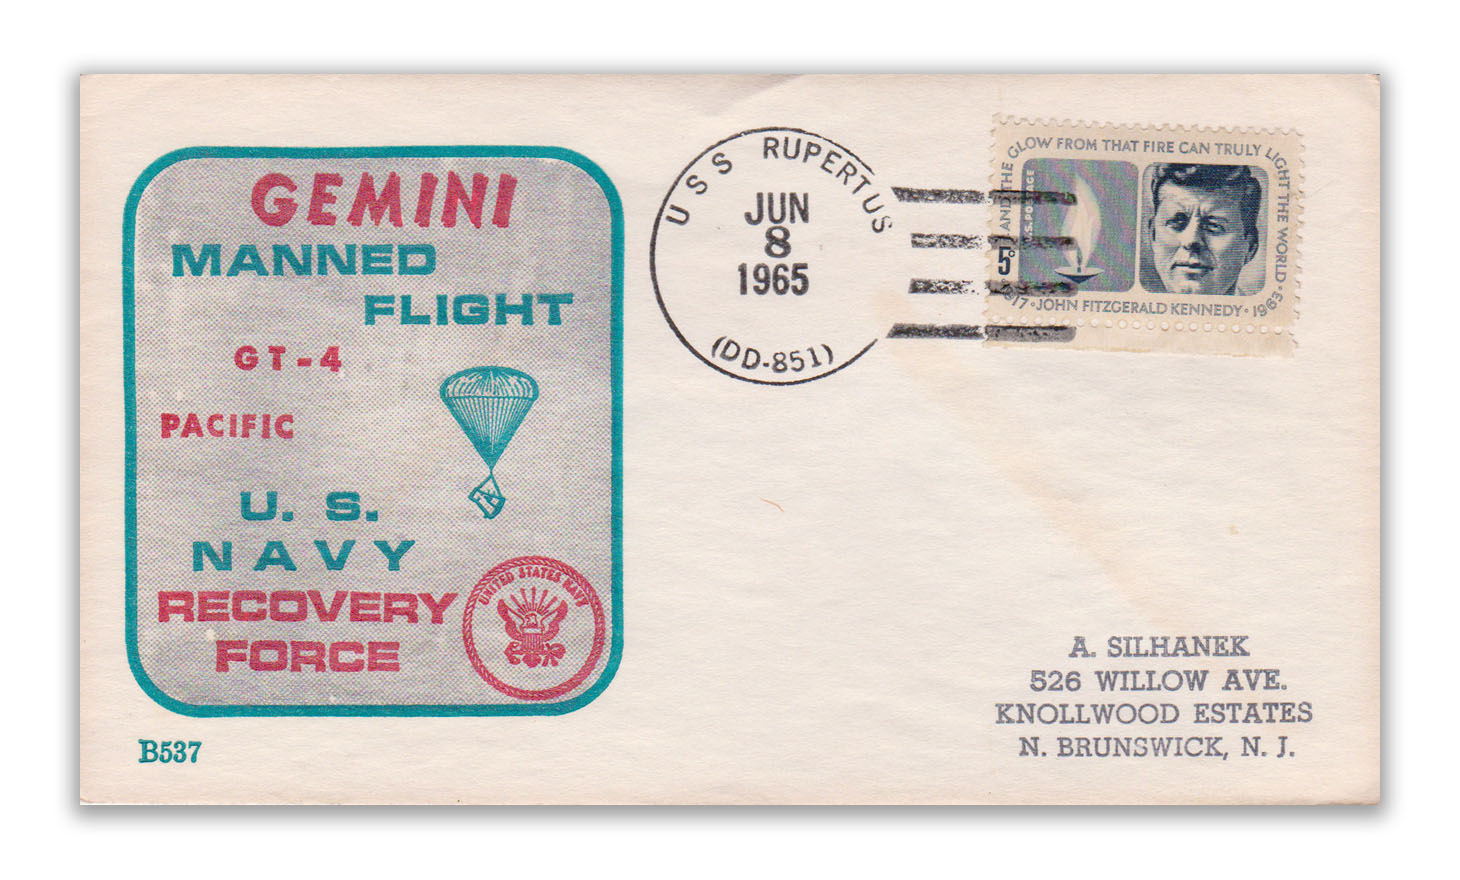 GEMINI
MANNED
FLIGHT
GT-4
PACIFIC
U. S.
NAVY
RECOVERY
FORCE
UNITED STATES NAVY
B537
USS RUPERTUS
JUN
8
1965
(DD-851)
AND THE GLOW FROM THAT FIRE CAN TRULY LIGHT THE WORLD
U.S. POSTAGE
5c
1917 • JOHN FITZGERALD KENNEDY • 1963
A. SILHANEK
526 WILLOW AVE.
KNOLLWOOD ESTATES
N. BRUNSWICK, N. J.